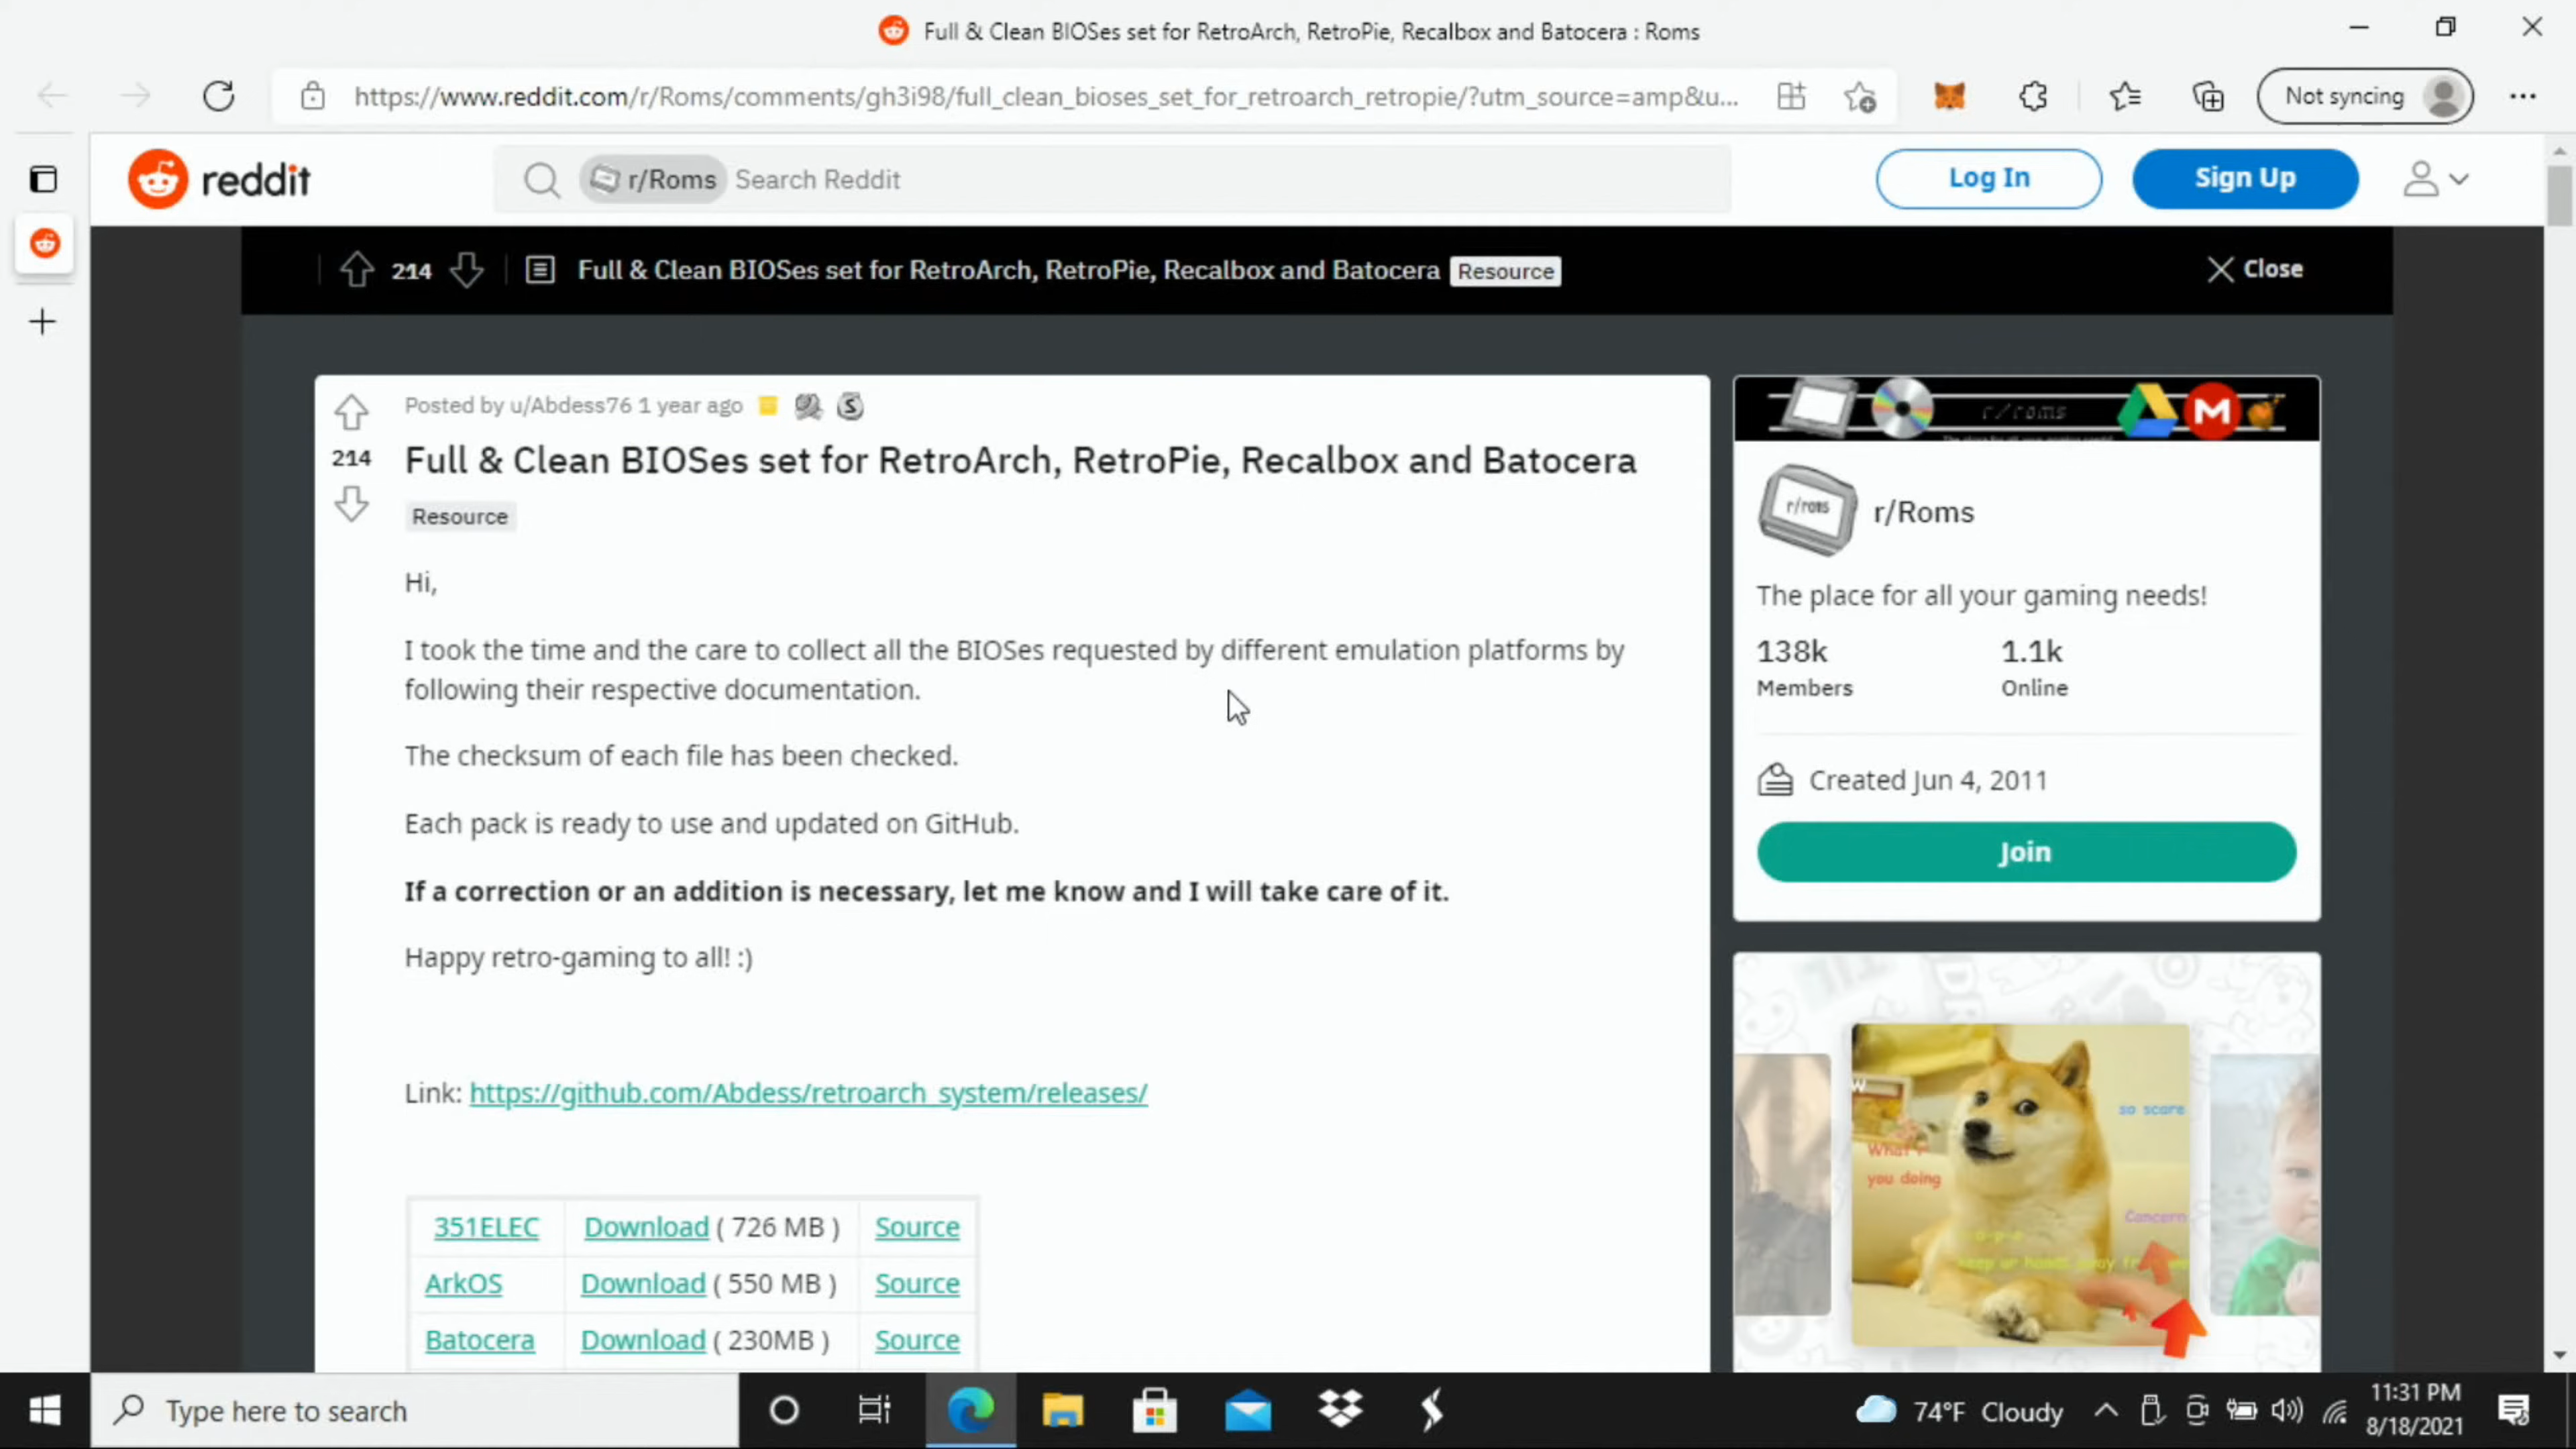 Full & Clean BIOSes set for RetroArch, RetroPie, Recalbox and Batocera : Roms
https://www.reddit.com/r/Roms/comments/gh3i98/full_clean_bioses_set_for_retroarch_retropie/?utm_source=amp&u...
Not syncing
reddit
r/Roms Search Reddit
Log In
Sign Up
214
Full & Clean BIOSes set for RetroArch, RetroPie, Recalbox and Batocera Resource
Close
Posted by u/Abdess76 1 year ago
214
Full & Clean BIOSes set for RetroArch, RetroPie, Recalbox and Batocera
Resource
Hi,
I took the time and the care to collect all the BIOSes requested by different emulation platforms by
following their respective documentation.
The checksum of each file has been checked.
Each pack is ready to use and updated on GitHub.
If a correction or an addition is necessary, let me know and I will take care of it.
Happy retro-gaming to all! :)
Link: https://github.com/Abdess/retroarch_system/releases/
351ELEC Download ( 726 MB ) Source
ArkOS Download ( 550 MB ) Source
Batocera Download ( 230MB ) Source
r/roms
r/roms
r/Roms
The place for all your gaming needs!
138k 1.1k
Members Online
Created Jun 4, 2011
Join
so scare
What r
you doing
Concern
Type here to search
74°F Cloudy
11:31 PM
8/18/2021